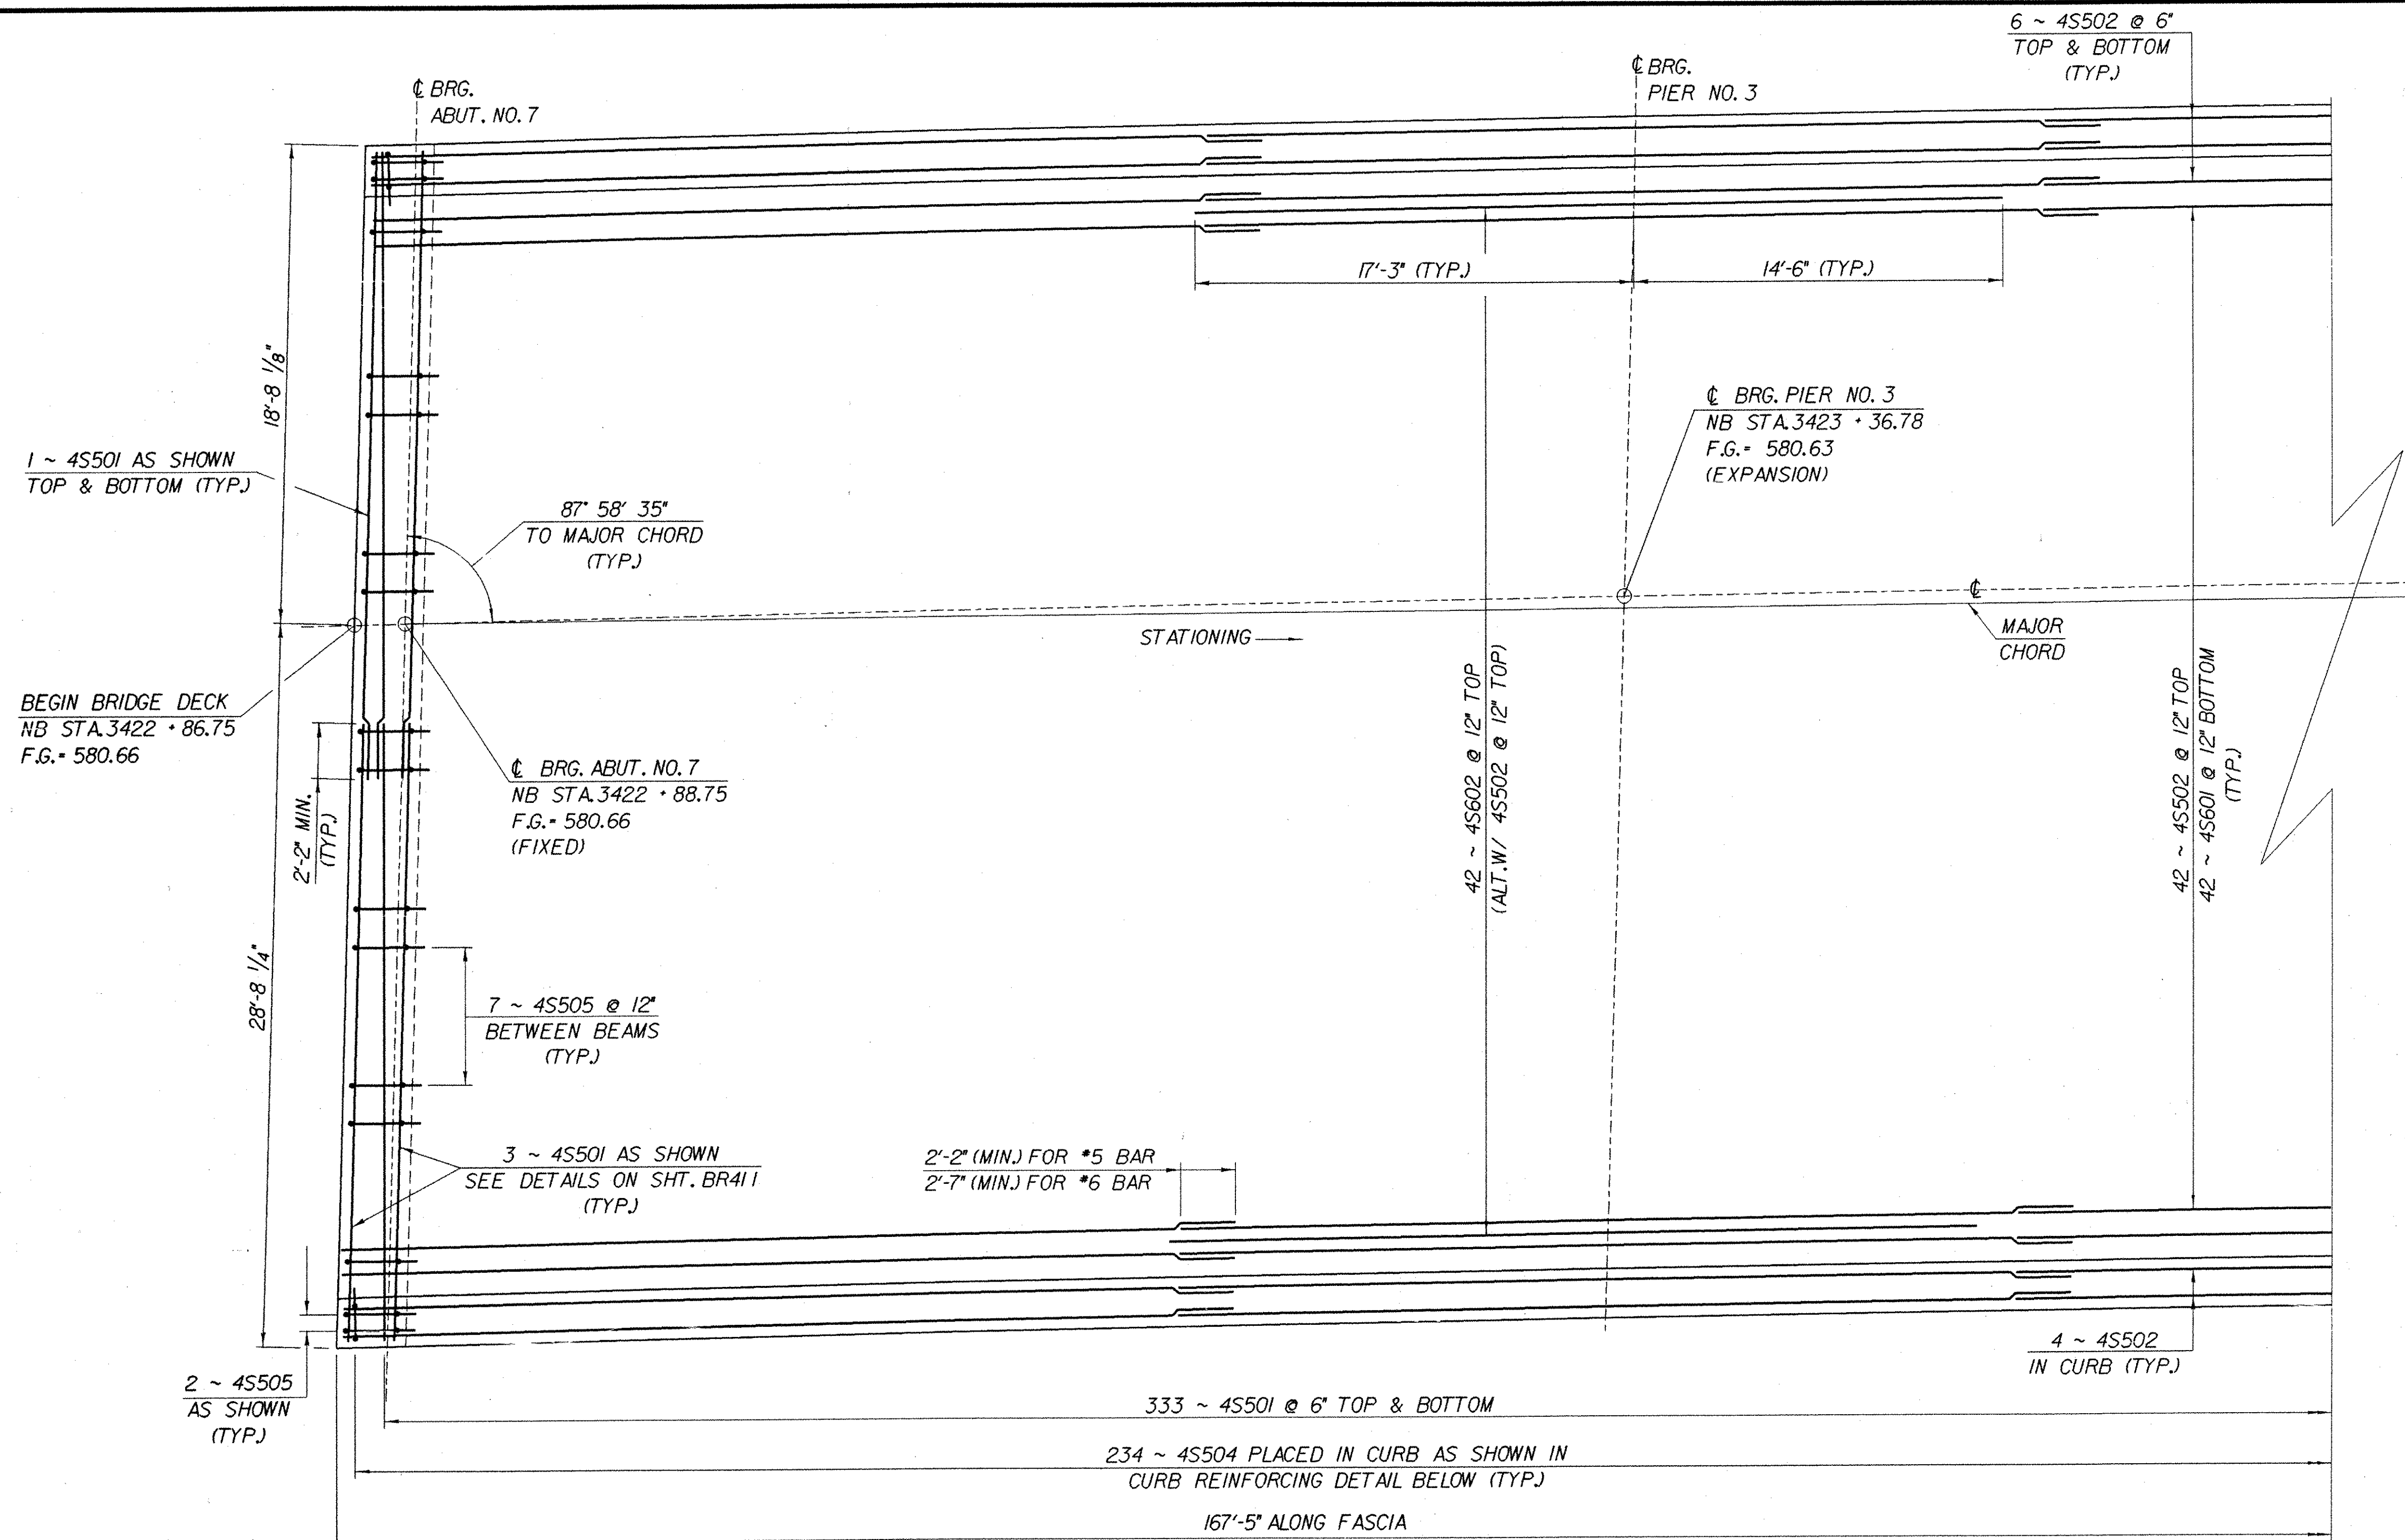 6 ~ 4S502 @ 6"
TOP & BOTTOM
(TYP.)
℄ BRG.
ABUT. NO. 7
℄ BRG.
PIER NO. 3
17'-3" (TYP.)
14'-6" (TYP.)
18'-8 1/8"
℄ BRG. PIER NO. 3
NB STA. 3423 + 36.78
F.G. = 580.63
(EXPANSION)
1 ~ 4S501 AS SHOWN
TOP & BOTTOM (TYP.)
87° 58' 35"
TO MAJOR CHORD
(TYP.)
℄
STATIONING
MAJOR
CHORD
BEGIN BRIDGE DECK
NB STA. 3422 + 86.75
F.G. = 580.66
℄ BRG. ABUT. NO. 7
NB STA. 3422 + 88.75
F.G. = 580.66
(FIXED)
2'-2" MIN.
(TYP.)
42 ~ 4S602 @ 12" TOP
(ALT. W/ 4S502 @ 12" TOP)
42 ~ 4S502 @ 12" TOP
42 ~ 4S601 @ 12" BOTTOM
(TYP.)
28'-8 1/4"
7 ~ 4S505 @ 12"
BETWEEN BEAMS
(TYP.)
3 ~ 4S501 AS SHOWN
SEE DETAILS ON SHT. BR411
(TYP.)
2'-2" (MIN.) FOR #5 BAR
2'-7" (MIN.) FOR #6 BAR
4 ~ 4S502
IN CURB (TYP.)
2 ~ 4S505
AS SHOWN
(TYP.)
333 ~ 4S501 @ 6" TOP & BOTTOM
234 ~ 4S504 PLACED IN CURB AS SHOWN IN
CURB REINFORCING DETAIL BELOW (TYP.)
167'-5" ALONG FASCIA